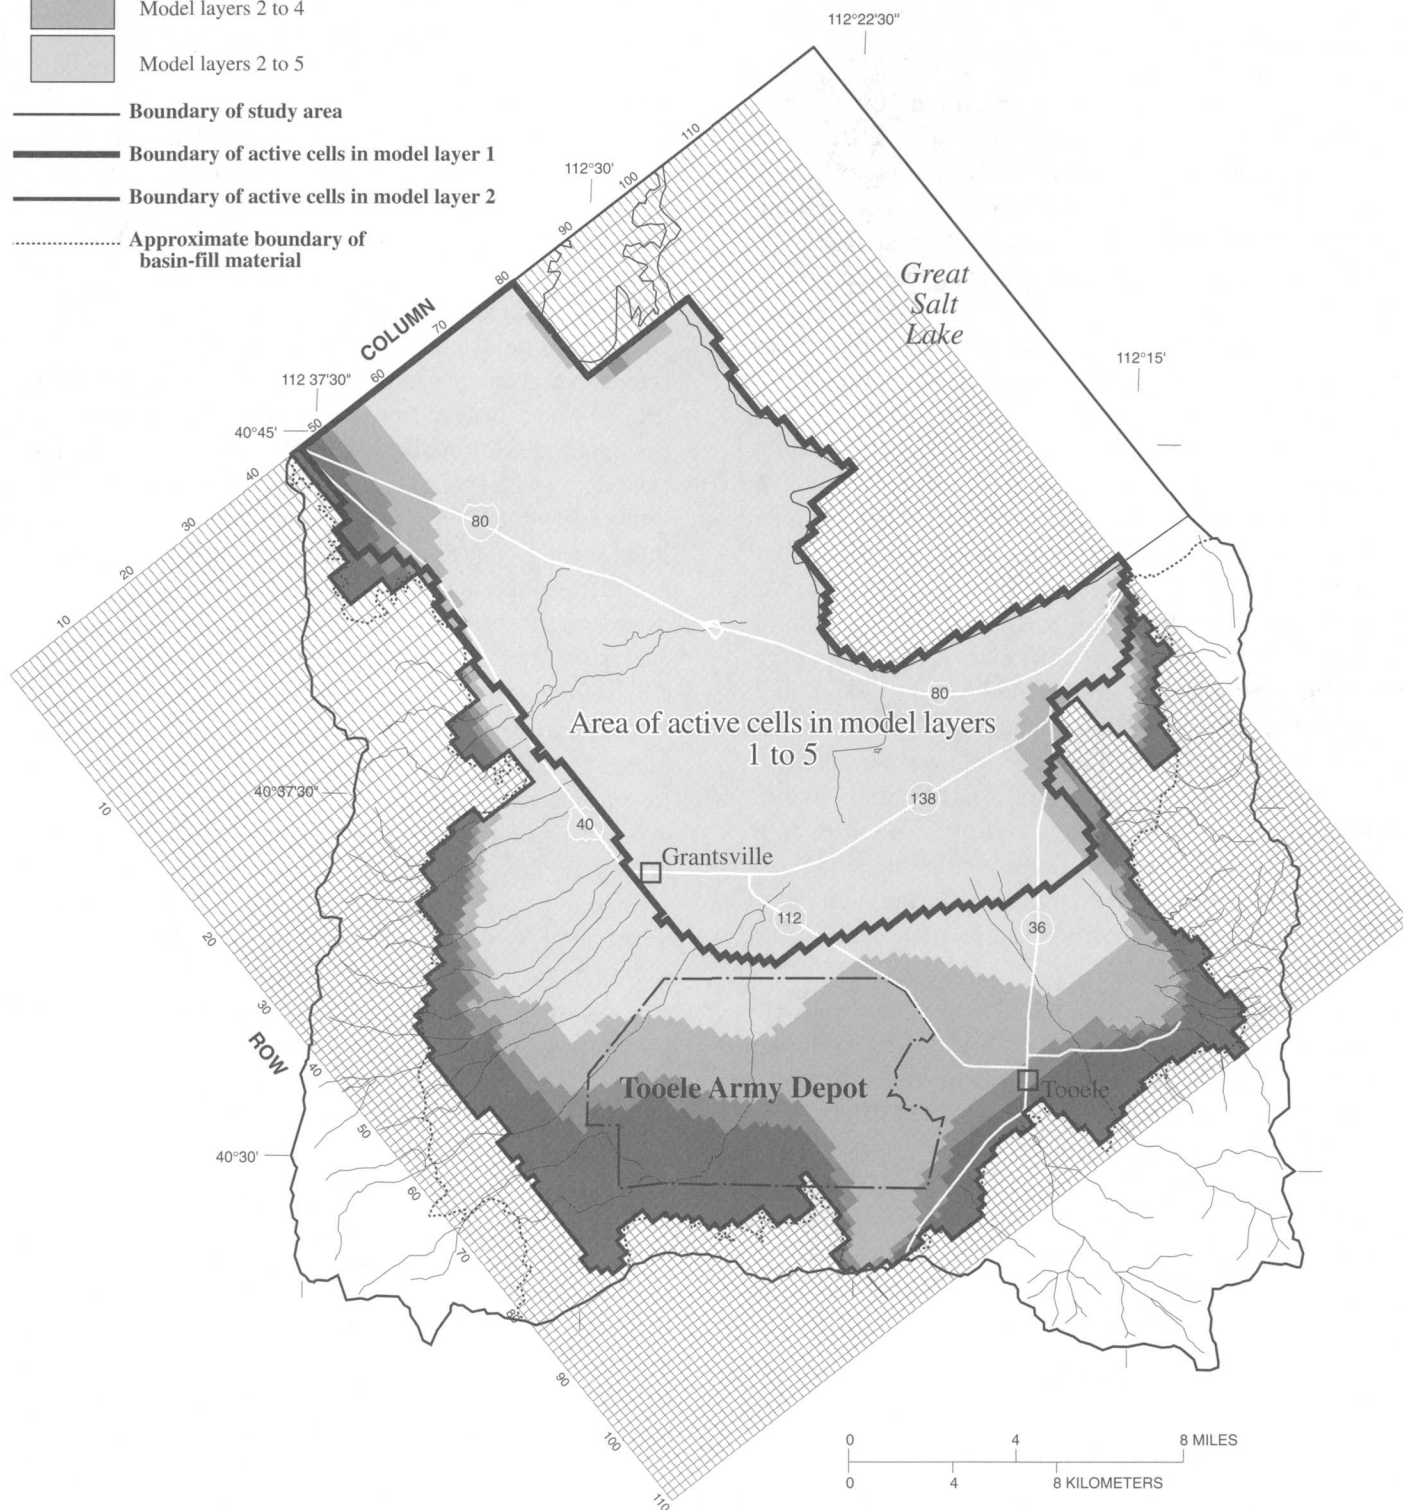 Model layers 2 to 4
Model layers 2 to 5
Boundary of study area
Boundary of active cells in model layer 1
Boundary of active cells in model layer 2
Approximate boundary of
basin-fill material
112°22'30"
112°30'
112 37'30"
112°15'
40°45'
40°37'30"
40°30'
COLUMN
10
20
30
40
50
60
70
80
90
100
110
ROW
10
20
30
40
50
60
70
80
90
100
110
Great
Salt
Lake
80
80
Area of active cells in model layers
1 to 5
138
40
Grantsville
112
36
Tooele Army Depot
Tooele
0 4 8 MILES
0 4 8 KILOMETERS